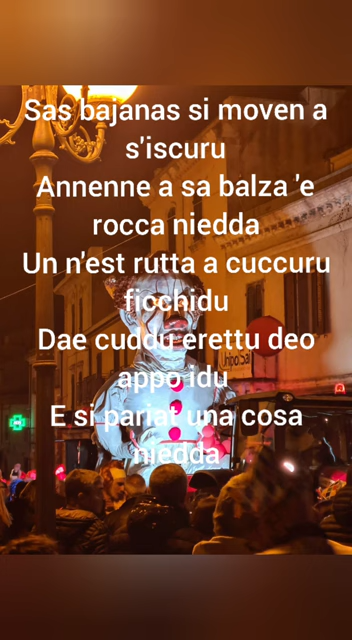 Sas bajanas si moven a
s'iscuru
Annenne a sa balza 'e
rocca niedda
Un n'est rutta a cuccuru
ficchidu
Dae cuddu erettu deo
appo idu
E si pariat una cosa
niedda